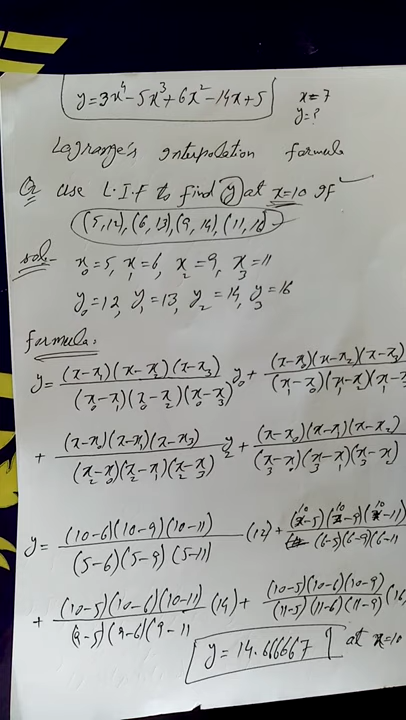 y=3x⁴-5x³+6x²-14x+5 x=7
y=?
Lagrange's interpolation formula
Q Use L.I.F to find y at x=10 if
(5,12), (6,13), (9,14), (11,16)
sol- x₀=5, x₁=6, x₂=9, x₃=11
y₀=12, y₁=13, y₂=14, y₃=16
formula:
y= (x-x₁)(x-x₂)(x-x₃) / (x₀-x₁)(x₀-x₂)(x₀-x₃) y₀ + (x-x₀)(x-x₂)(x-x₃) / (x₁-x₀)(x₁-x₂)(x₁-x₃
+ (x-x₀)(x-x₁)(x-x₃) / (x₂-x₀)(x₂-x₁)(x₂-x₃) y₂ + (x-x₀)(x-x₁)(x-x₂) / (x₃-x₀)(x₃-x₁)(x₃-x₂)
y= (10-6)(10-9)(10-11) / (5-6)(5-9)(5-11) (12) + (10-5)(10-9)(10-11) / (6-5)(6-9)(6-11
+ (10-5)(10-6)(10-11) / (9-5)(9-6)(9-11 (14) + (10-5)(10-6)(10-9) / (11-5)(11-6)(11-9) (16,
y=14.666667 at x=10